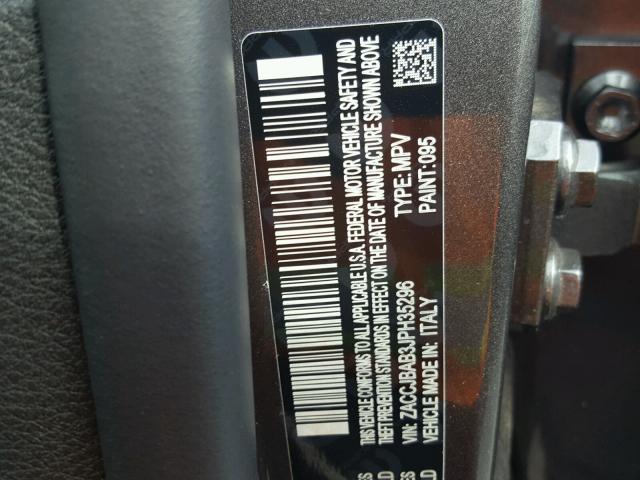 THIS VEHICLE CONFORMS TO ALL APPLICABLE U.S.A. FEDERAL MOTOR VEHICLE SAFETY AND
THEFT PREVENTION STANDARDS IN EFFECT ON THE DATE OF MANUFACTURE SHOWN ABOVE
VIN: ZACCJBAB3JPH35296 TYPE: MPV
VEHICLE MADE IN: ITALY PAINT: 095